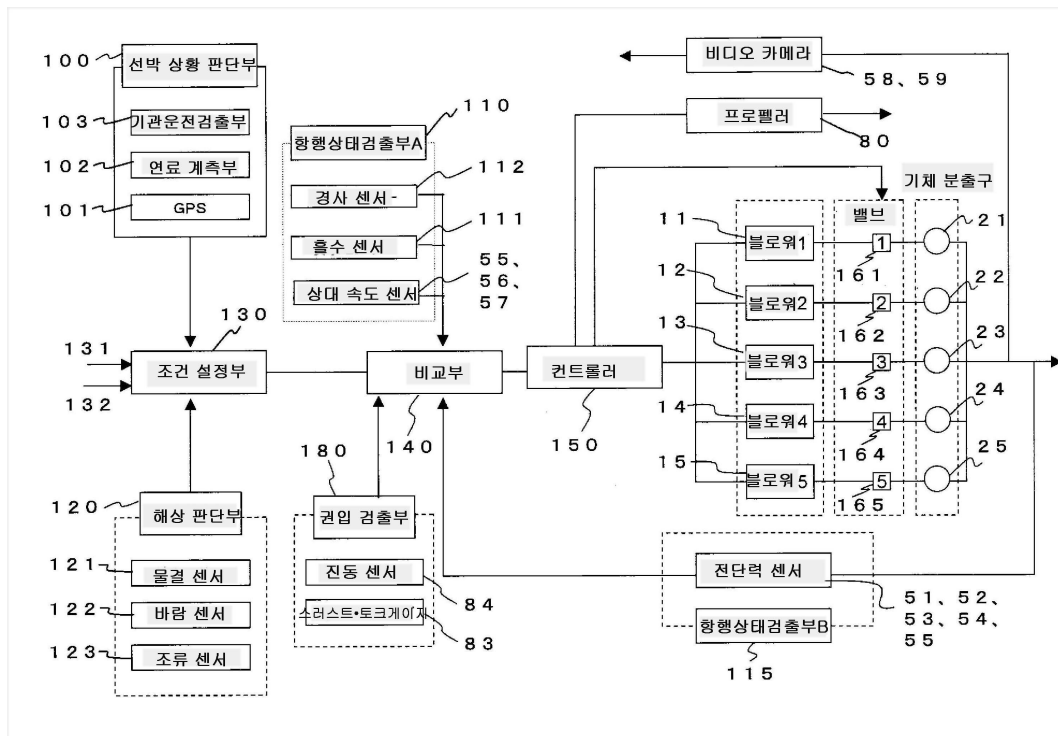 100
선박 상황 판단부
103
기관운전검출부
102
연료 계측부
101
GPS
110
항행상태검출부A
112
경사 센서-
111
흘수 센서
55、
56、
57
상대 속도 센서
비디오 카메라
58、59
프로펠러
80
기체 분출구
밸브
11
블로워1
1
161
21
12
블로워2
2
162
22
13
블로워3
3
163
23
14
블로워4
4
164
24
15
블로워5
5
165
25
131
132
130
조건 설정부
비교부
140
컨트롤러
150
120
해상 판단부
121
물결 센서
122
바람 센서
123
조류 센서
180
권입 검출부
진동 센서
84
스러스트•토크게이지
83
전단력 센서
51、52、
53、54、
55
항행상태검출부B
115